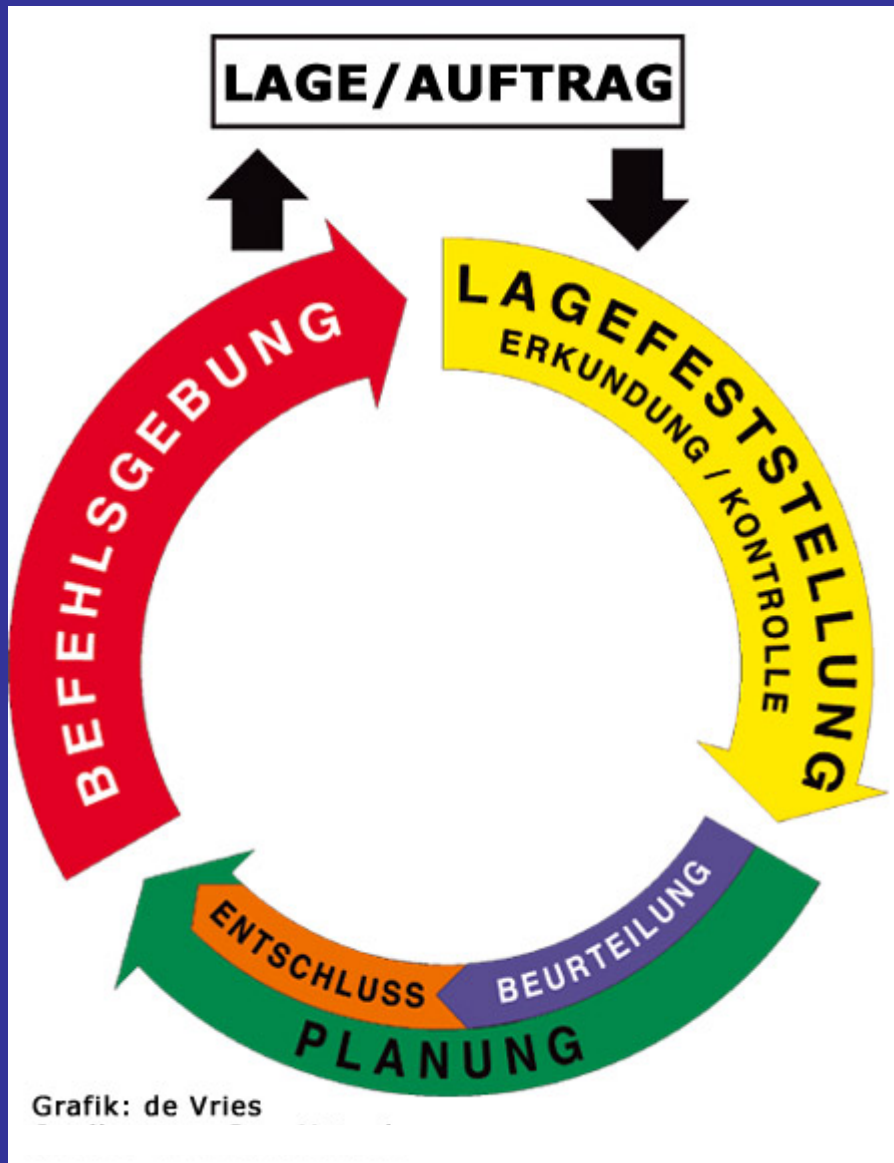 LAGE/AUFTRAG
LAGEFESTSTELLUNG
ERKUNDUNG / KONTROLLE
BEURTEILUNG
ENTSCHLUSS
PLANUNG
BEFEHLSGEBUNG
Grafik: de Vries